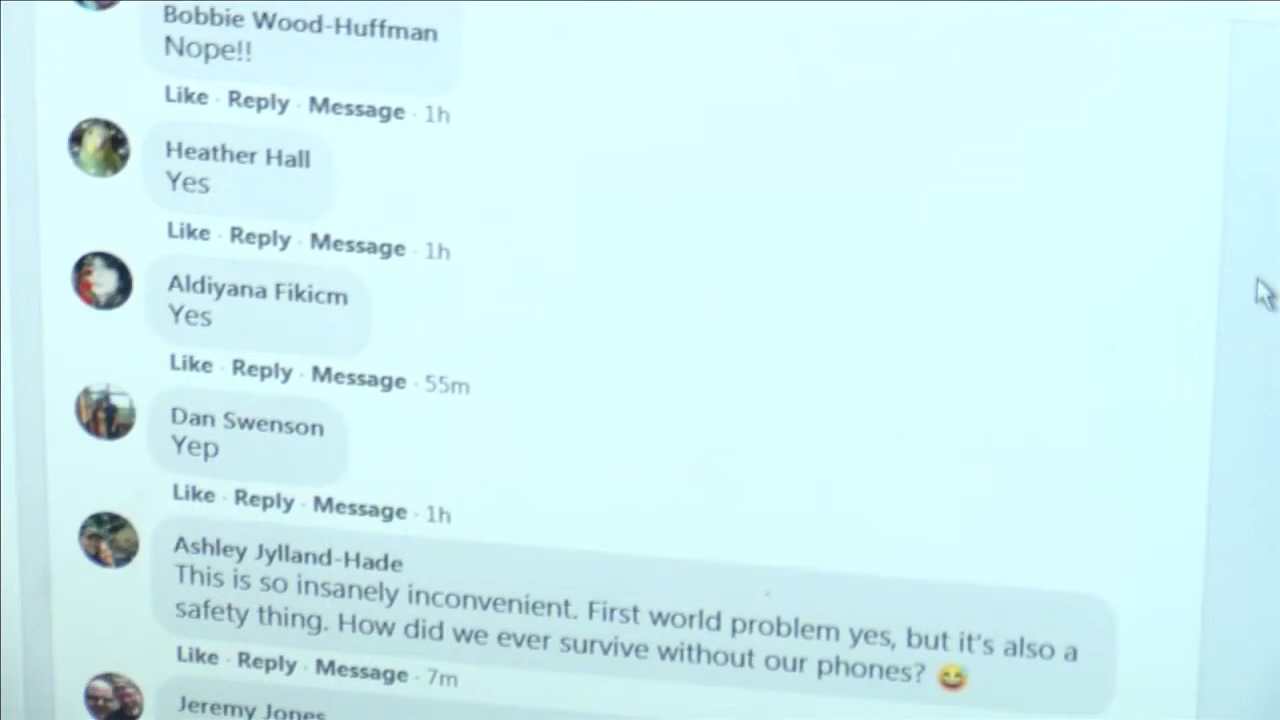 Bobbie Wood-Huffman
Nope!!
Like · Reply · Message · 1h
Heather Hall
Yes
Like · Reply · Message · 1h
Aldiyana Fikicm
Yes
Like · Reply · Message · 55m
Dan Swenson
Yep
Like · Reply · Message · 1h
Ashley Jylland-Hade
This is so insanely inconvenient. First world problem yes, but it's also a
safety thing. How did we ever survive without our phones? 😆
Like · Reply · Message · 7m
Jeremy Jones